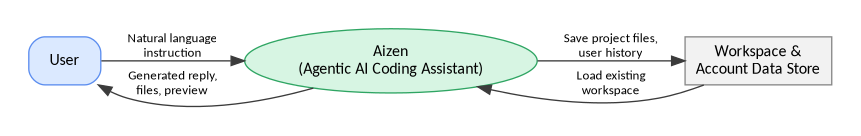 Natural language
instruction
User
Generated reply,
files, preview
Aizen
(Agentic AI Coding Assistant)
Save project files,
user history
Load existing
workspace
Workspace &
Account Data Store